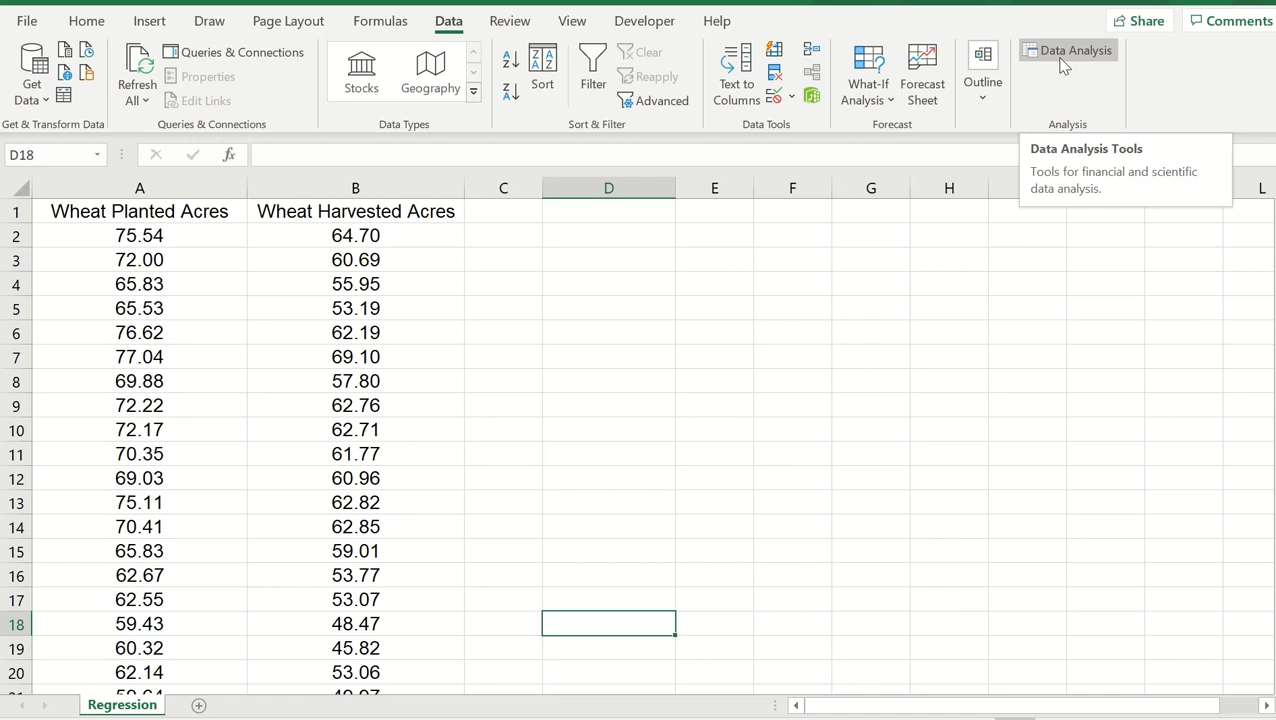 File Home Insert Draw Page Layout Formulas Data Review View Developer Help Share Comments
Get Data
Refresh All
Queries & Connections
Properties
Edit Links
Stocks
Geography
Sort
Filter
Clear
Reapply
Advanced
Text to Columns
What-If Analysis
Forecast Sheet
Outline
Data Analysis
Get & Transform Data Queries & Connections Data Types Sort & Filter Data Tools Forecast Analysis
D18 fx
Data Analysis Tools
Tools for financial and scientific
data analysis.
A B C D E F G H L
1 Wheat Planted Acres Wheat Harvested Acres
2 75.54 64.70
3 72.00 60.69
4 65.83 55.95
5 65.53 53.19
6 76.62 62.19
7 77.04 69.10
8 69.88 57.80
9 72.22 62.76
10 72.17 62.71
11 70.35 61.77
12 69.03 60.96
13 75.11 62.82
14 70.41 62.85
15 65.83 59.01
16 62.67 53.77
17 62.55 53.07
18 59.43 48.47
19 60.32 45.82
20 62.14 53.06
Regression